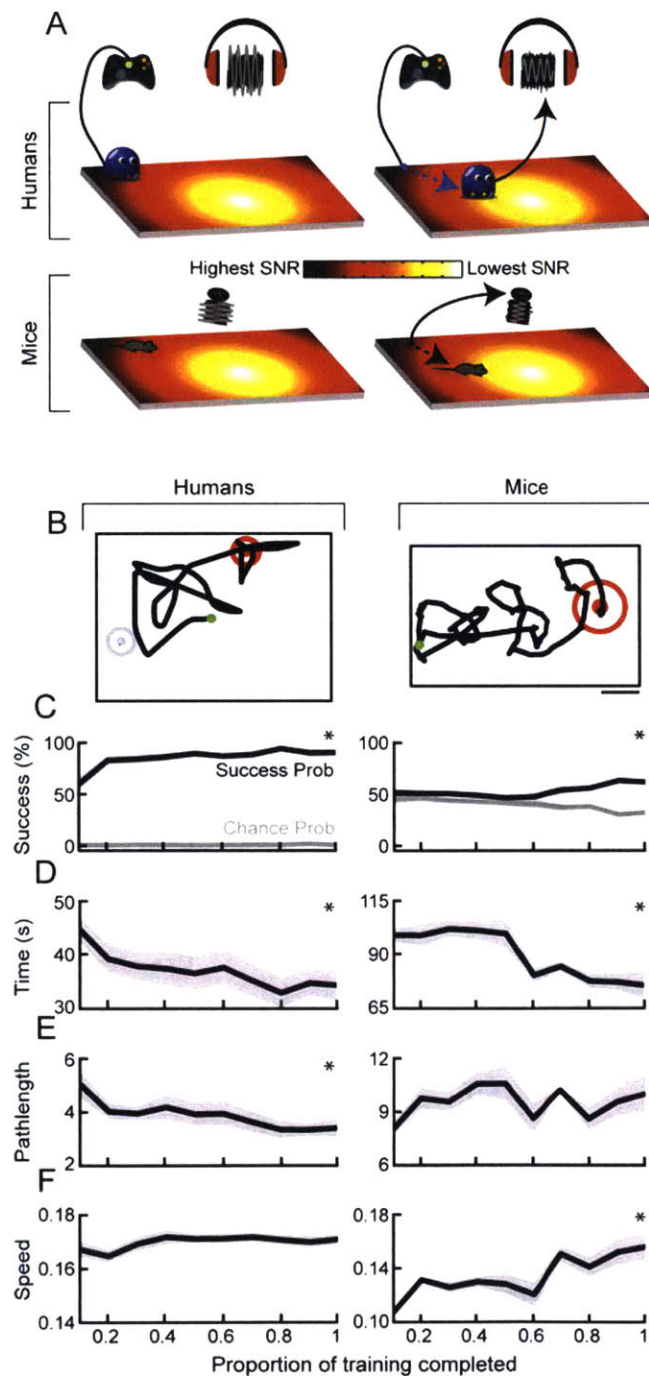 A
Humans
Highest SNR
Lowest SNR
Mice
Humans
Mice
B
C
Success (%)
100
50
0
Success Prob
Chance Prob
*
100
50
0
*
D
Time (s)
50
40
30
*
115
90
65
*
E
Pathlength
6
4
2
*
12
9
6
F
Speed
0.18
0.16
0.14
0.2 0.4 0.6 0.8 1
0.18
0.14
0.10
*
0.2 0.4 0.6 0.8 1
Proportion of training completed